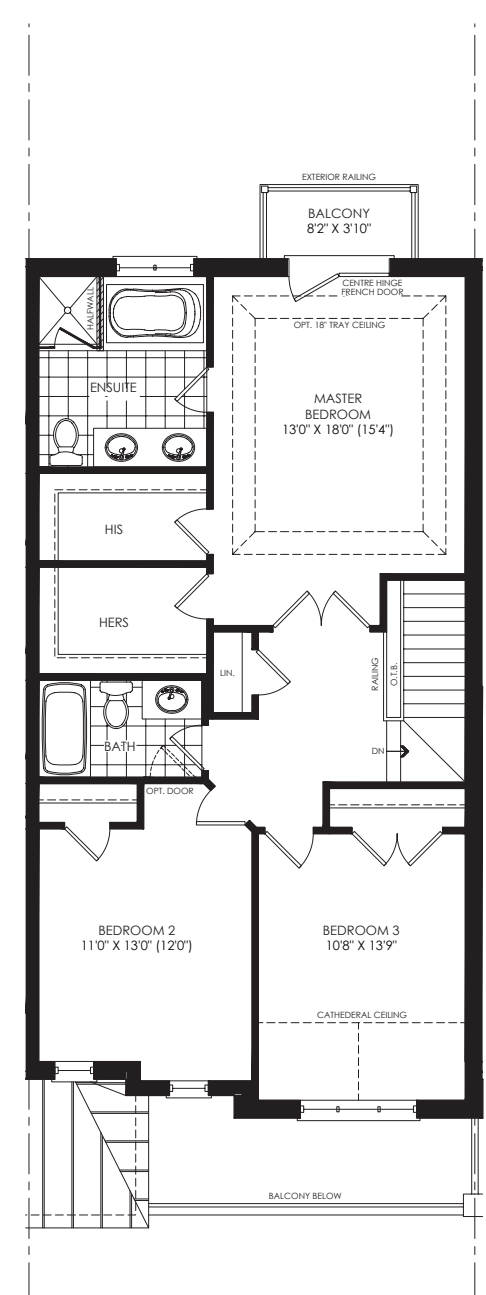 EXTERIOR RAILING
BALCONY
8'2" X 3'10"
CENTRE HINGE
FRENCH DOOR
HALFWALL
OPT. 18" TRAY CEILING
ENSUITE
MASTER
BEDROOM
13'0" X 18'0" (15'4")
HIS
HERS
LIN.
RAILING
O.T.B.
BATH
DN
OPT. DOOR
BEDROOM 2
11'0" X 13'0" (12'0")
BEDROOM 3
10'8" X 13'9"
CATHEDERAL CEILING
BALCONY BELOW